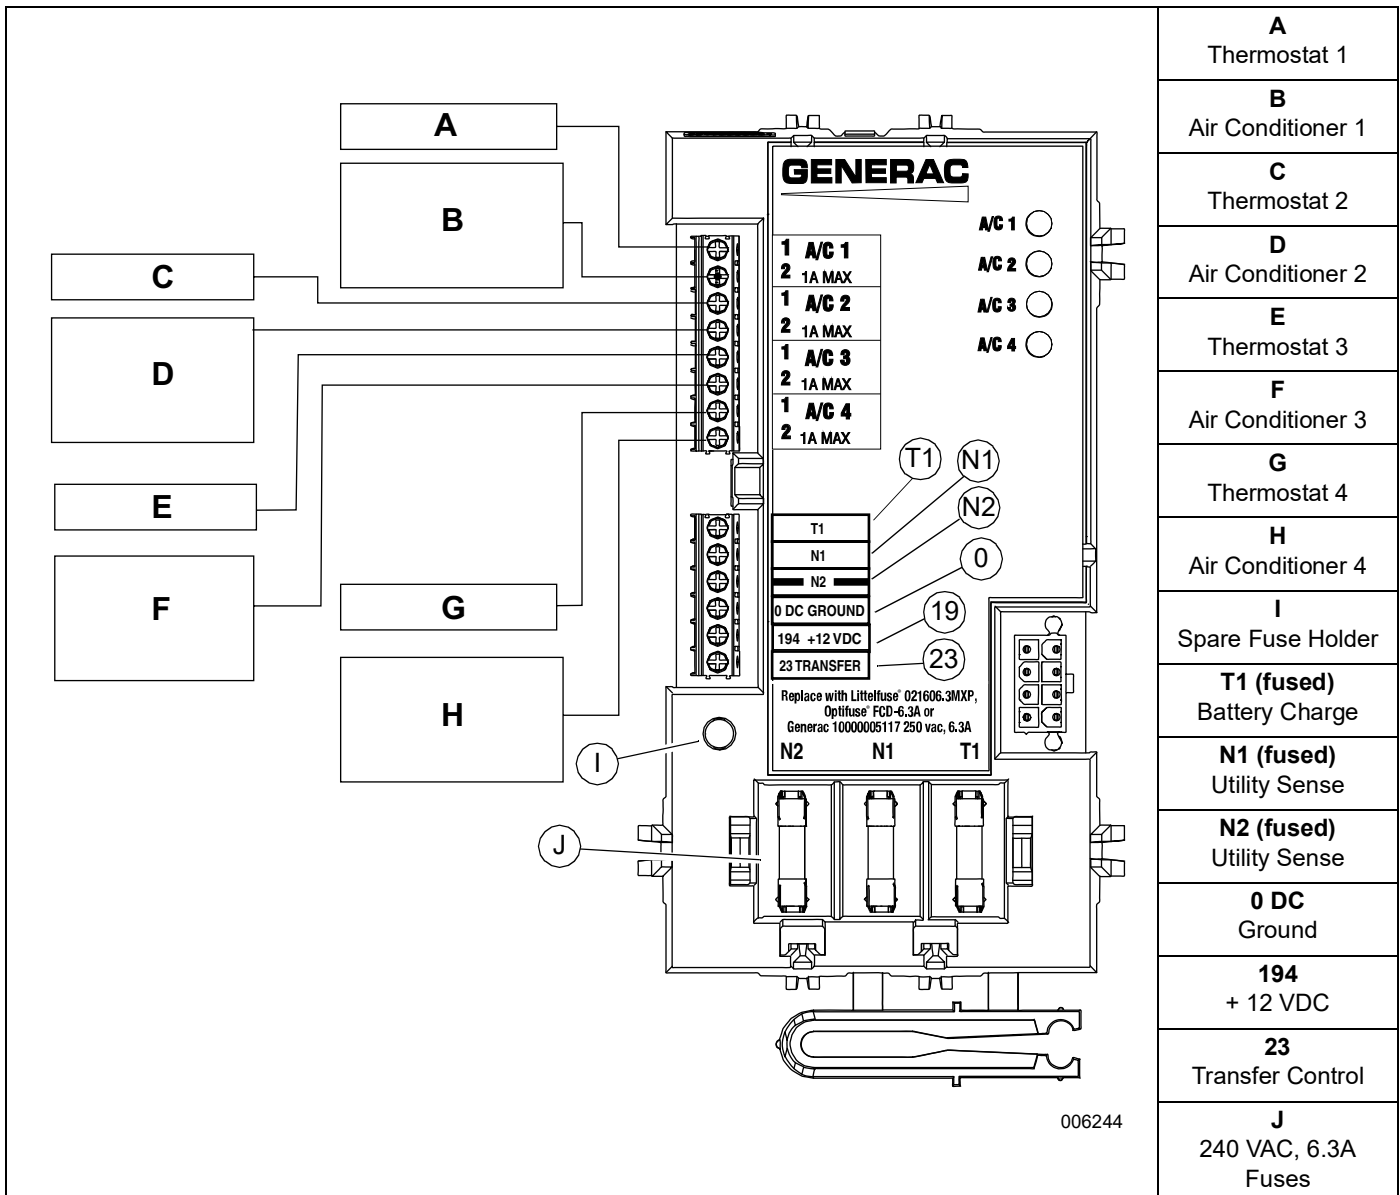 A
B
C
D
E
F
G
H
GENERAC
A/C 1
A/C 2
A/C 3
A/C 4
1 A/C 1
2 1A MAX
1 A/C 2
2 1A MAX
1 A/C 3
2 1A MAX
1 A/C 4
2 1A MAX
T1
N1
N2
0
19
23
T1
N1
N2
0 DC GROUND
194 +12 VDC
23 TRANSFER
Replace with Littelfuse® 021606.3MXP,
Optifuse® FCD-6.3A or
Generac 10000005117 250 vac, 6.3A
N2 N1 T1
I
J
006244
A
Thermostat 1
B
Air Conditioner 1
C
Thermostat 2
D
Air Conditioner 2
E
Thermostat 3
F
Air Conditioner 3
G
Thermostat 4
H
Air Conditioner 4
I
Spare Fuse Holder
T1 (fused)
Battery Charge
N1 (fused)
Utility Sense
N2 (fused)
Utility Sense
0 DC
Ground
194
+ 12 VDC
23
Transfer Control
J
240 VAC, 6.3A
Fuses